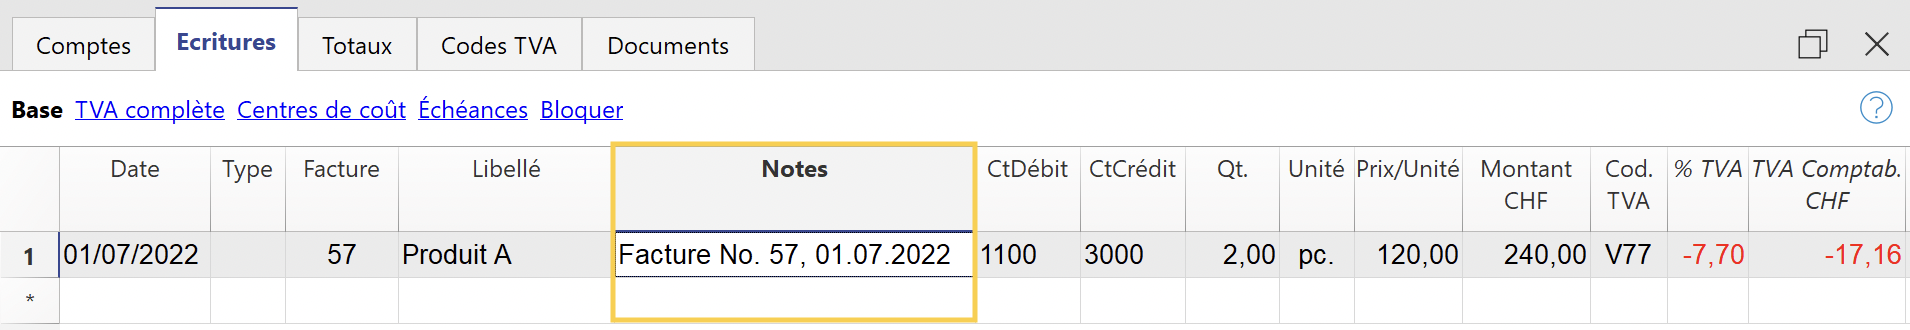 Comptes Ecritures Totaux Codes TVA Documents
Base TVA complète Centres de coût Échéances Bloquer ?
Date Type Facture Libellé Notes CtDébit CtCrédit Qt. Unité Prix/Unité Montant CHF Cod. TVA % TVA TVA Comptab. CHF
1 01/07/2022 57 Produit A Facture No. 57, 01.07.2022 1100 3000 2,00 pc. 120,00 240,00 V77 -7,70 -17,16
*